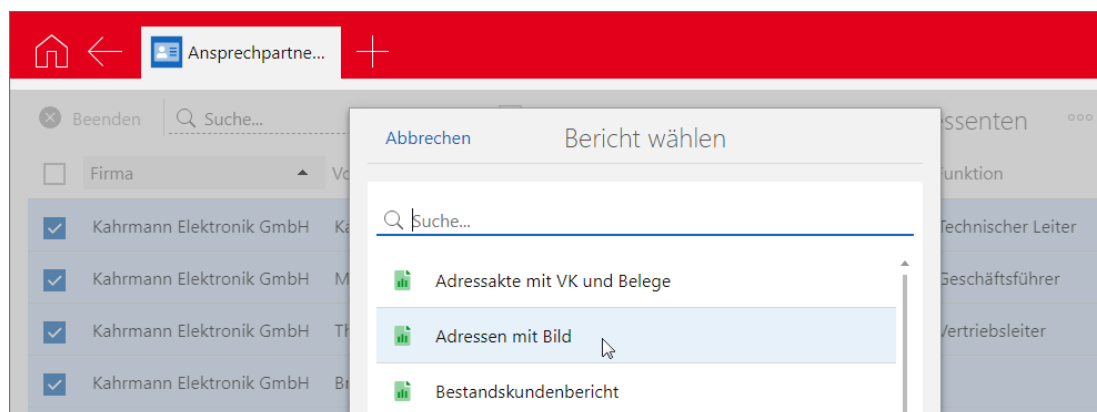 Ansprechpartne...
Beenden
Suche...
Abbrechen
Bericht wählen
essenten
Firma
Funktion
Suche...
Kahrmann Elektronik GmbH
Technischer Leiter
Adressakte mit VK und Belege
Kahrmann Elektronik GmbH
Geschäftsführer
Adressen mit Bild
Kahrmann Elektronik GmbH
Vertriebsleiter
Kahrmann Elektronik GmbH
Bestandskundenbericht